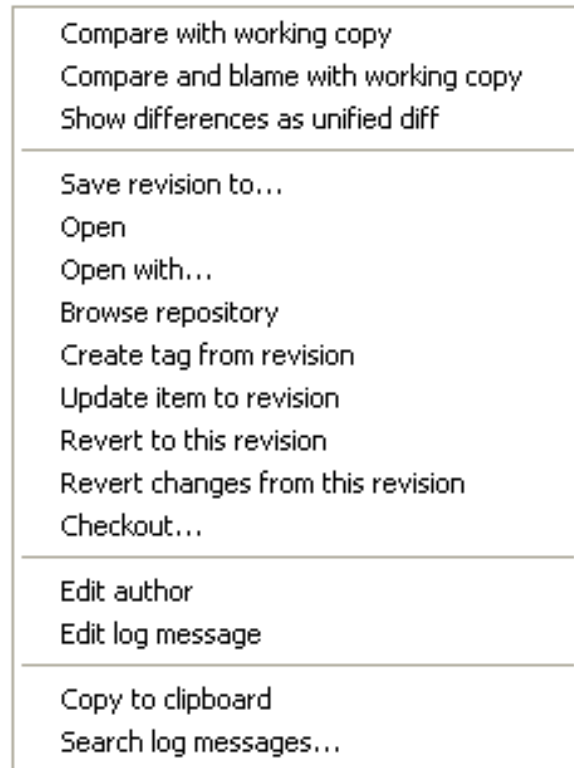 Compare with working copy
Compare and blame with working copy
Show differences as unified diff
Save revision to...
Open
Open with...
Browse repository
Create tag from revision
Update item to revision
Revert to this revision
Revert changes from this revision
Checkout...
Edit author
Edit log message
Copy to clipboard
Search log messages...